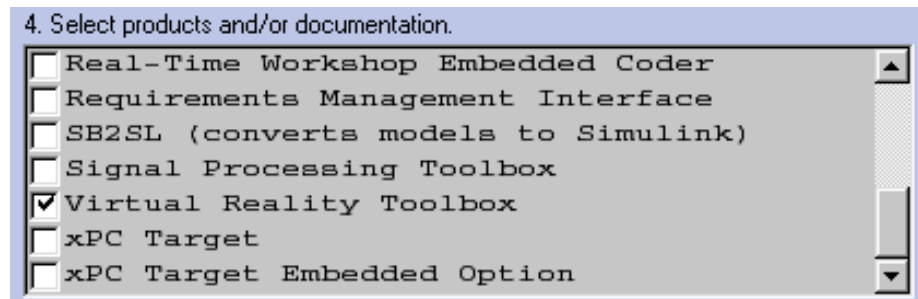 4. Select products and/or documentation.
Real-Time Workshop Embedded Coder
Requirements Management Interface
SB2SL (converts models to Simulink)
Signal Processing Toolbox
Virtual Reality Toolbox
xPC Target
xPC Target Embedded Option